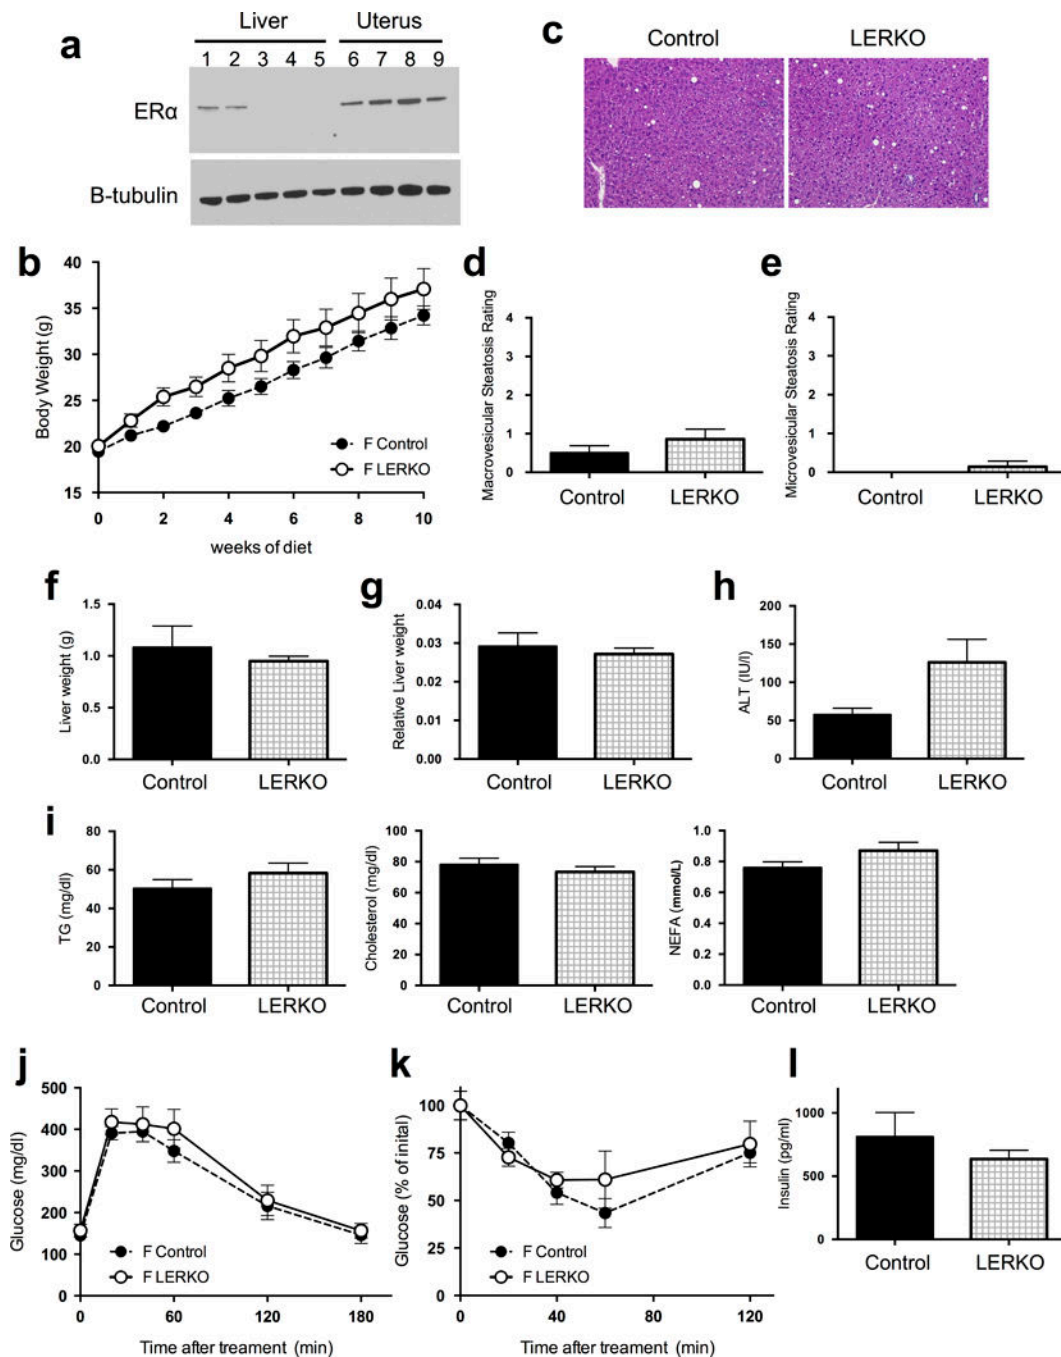 a
Liver Uterus
1 2 3 4 5 6 7 8 9
ERα
B-tubulin
c
Control LERKO
b
Body Weight (g)
40
35
30
25
20
15
0 2 4 6 8 10
weeks of diet
F Control
F LERKO
d
Macrovesicular Steatosis Rating
4
3
2
1
0
Control LERKO
e
Microvesicular Steatosis Rating
4
3
2
1
0
Control LERKO
f
Liver weight (g)
1.5
1.0
0.5
0.0
Control LERKO
g
Relative Liver weight
0.04
0.03
0.02
0.01
0.00
Control LERKO
h
ALT (IU/l)
200
150
100
50
0
Control LERKO
i
TG (mg/dl)
80
60
40
20
0
Control LERKO
Cholesterol (mg/dl)
100
80
60
40
20
0
Control LERKO
NEFA (mmol/L)
1.0
0.8
0.6
0.4
0.2
0.0
Control LERKO
j
Glucose (mg/dl)
500
400
300
200
100
0
0 60 120 180
Time after treament (min)
F Control
F LERKO
k
Glucose (% of inital)
100
75
50
25
0
0 40 80 120
Time after treament (min)
F Control
F LERKO
l
Insulin (pg/ml)
1000
500
0
Control LERKO